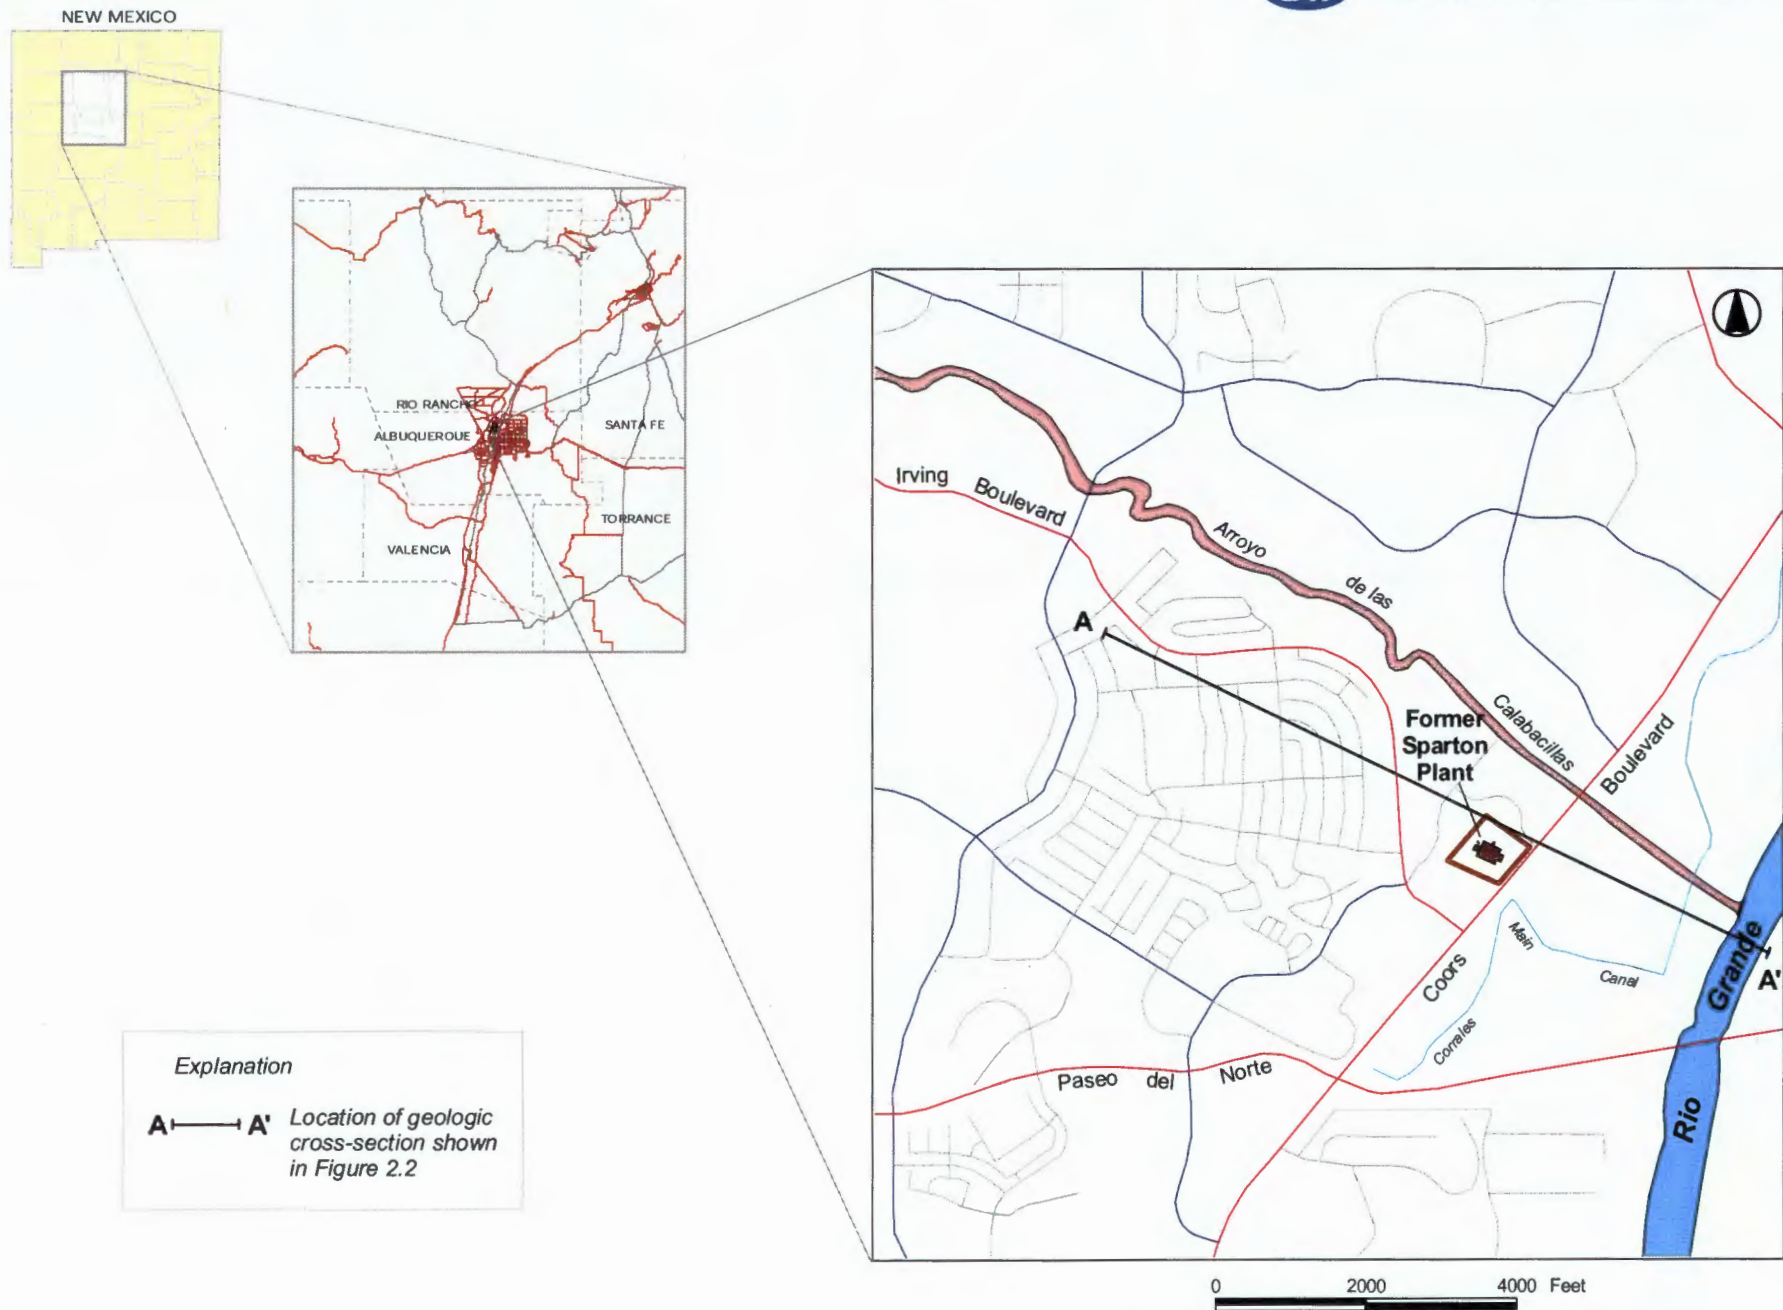 NEW MEXICO
RIO RANCHO
ALBUQUERQUE
SANTA FE
TORRANCE
VALENCIA
Irving Boulevard
Arroyo de las Calabacillas
A
Former
Sparton
Plant
Coors Boulevard
Corrales Main Canal
Rio Grande
A'
Paseo del Norte
Explanation
A A' Location of geologic
cross-section shown
in Figure 2.2
0 2000 4000 Feet